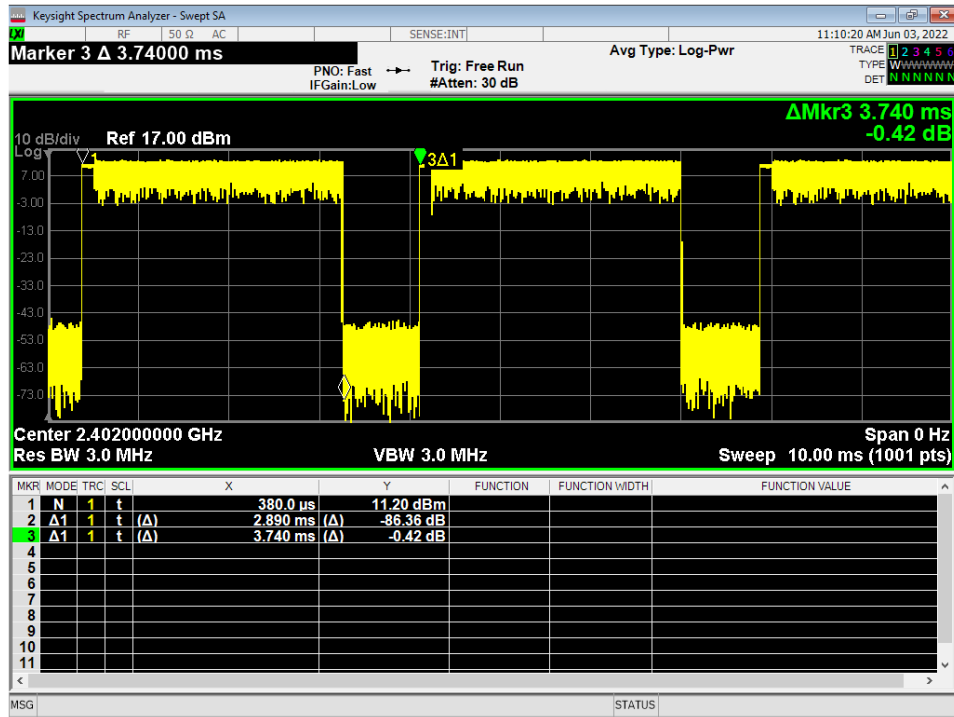 Keysight Spectrum Analyzer - Swept SA
LXI RF 50 Ω AC SENSE:INT 11:10:20 AM Jun 03, 2022
Marker 3 Δ 3.74000 ms
PNO: Fast
IFGain:Low
Trig: Free Run
#Atten: 30 dB
Avg Type: Log-Pwr
TRACE 1 2 3 4 5 6
TYPE WWWWWWW
DET N N N N N N
ΔMkr3 3.740 ms
-0.42 dB
10 dB/div Ref 17.00 dBm
Log
1
3Δ1
7.00
-3.00
-13.0
-23.0
-33.0
-43.0
-53.0
-63.0
-73.0
Center 2.402000000 GHz Span 0 Hz
Res BW 3.0 MHz VBW 3.0 MHz Sweep 10.00 ms (1001 pts)
MKR MODE TRC SCL X Y FUNCTION FUNCTION WIDTH FUNCTION VALUE
1 N 1 t 380.0 µs 11.20 dBm
2 Δ1 1 t (Δ) 2.890 ms (Δ) -86.36 dB
3 Δ1 1 t (Δ) 3.740 ms (Δ) -0.42 dB
4
5
6
7
8
9
10
11
MSG STATUS